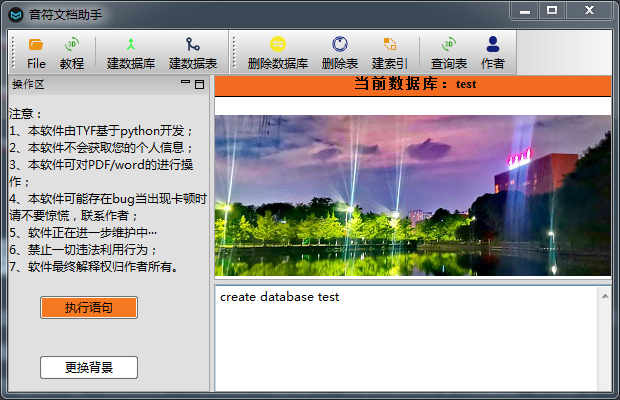 音符文档助手
File 教程 建数据库 建数据表 删除数据库 删除表 建索引 查询表 作者
操作区
当前数据库：test
注意：
1、本软件由TYF基于python开发；
2、本软件不会获取您的个人信息；
3、本软件可对PDF/word的进行操
作；
4、本软件可能存在bug当出现卡顿时
请不要惊慌，联系作者；
5、软件正在进一步维护中···
6、禁止一切违法利用行为；
7、软件最终解释权归作者所有。
执行语句
更换背景
create database test